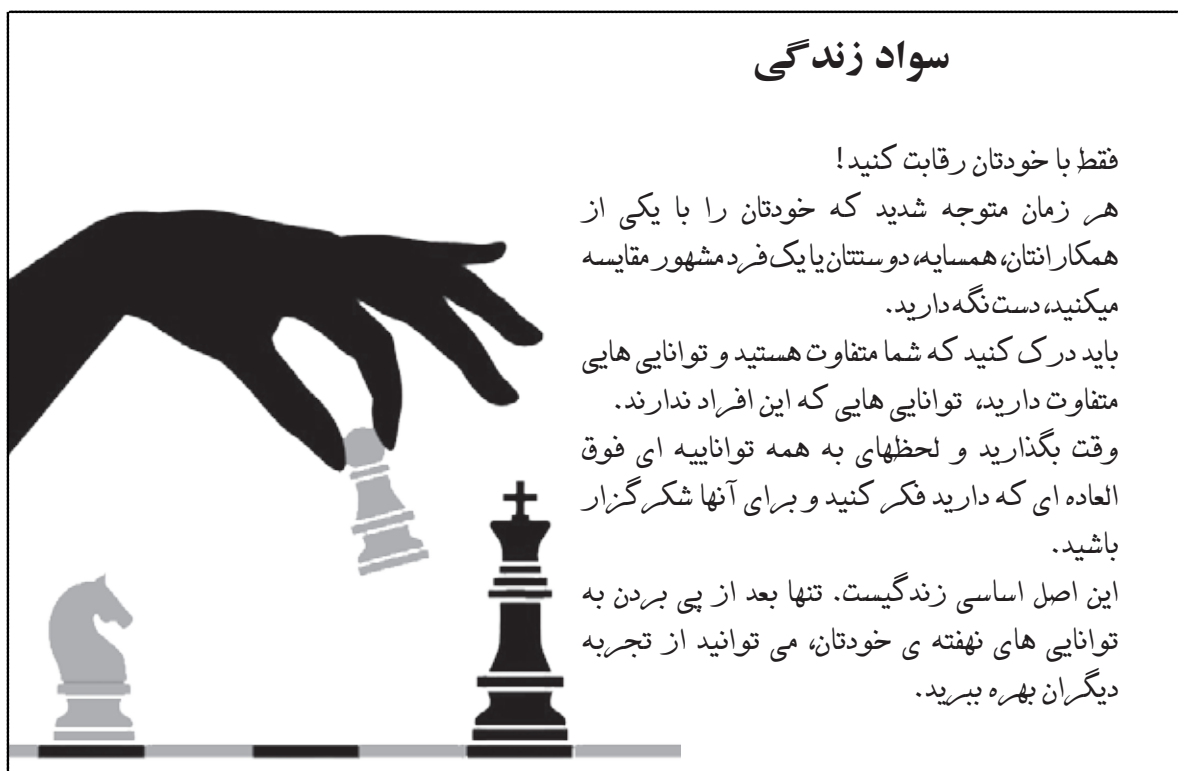 سواد زندگی
فقط با خودتان رقابت کنید!
هر زمان متوجه شدید که خودتان را با یکی از
همکارانتان، همسایه، دوستتان یا یک فرد مشهور مقایسه
میکنید، دست نگه دارید.
باید درک کنید که شما متفاوت هستید و توانایی هایی
متفاوت دارید، توانایی هایی که این افراد ندارند.
وقت بگذارید و لحظهای به همه تواناییه ای فوق
العاده ای که دارید فکر کنید و برای آنها شکرگزار
باشید.
این اصل اساسی زندگیست. تنها بعد از پی بردن به
توانایی های نهفته ی خودتان، می توانید از تجربه
دیگران بهره ببرید.